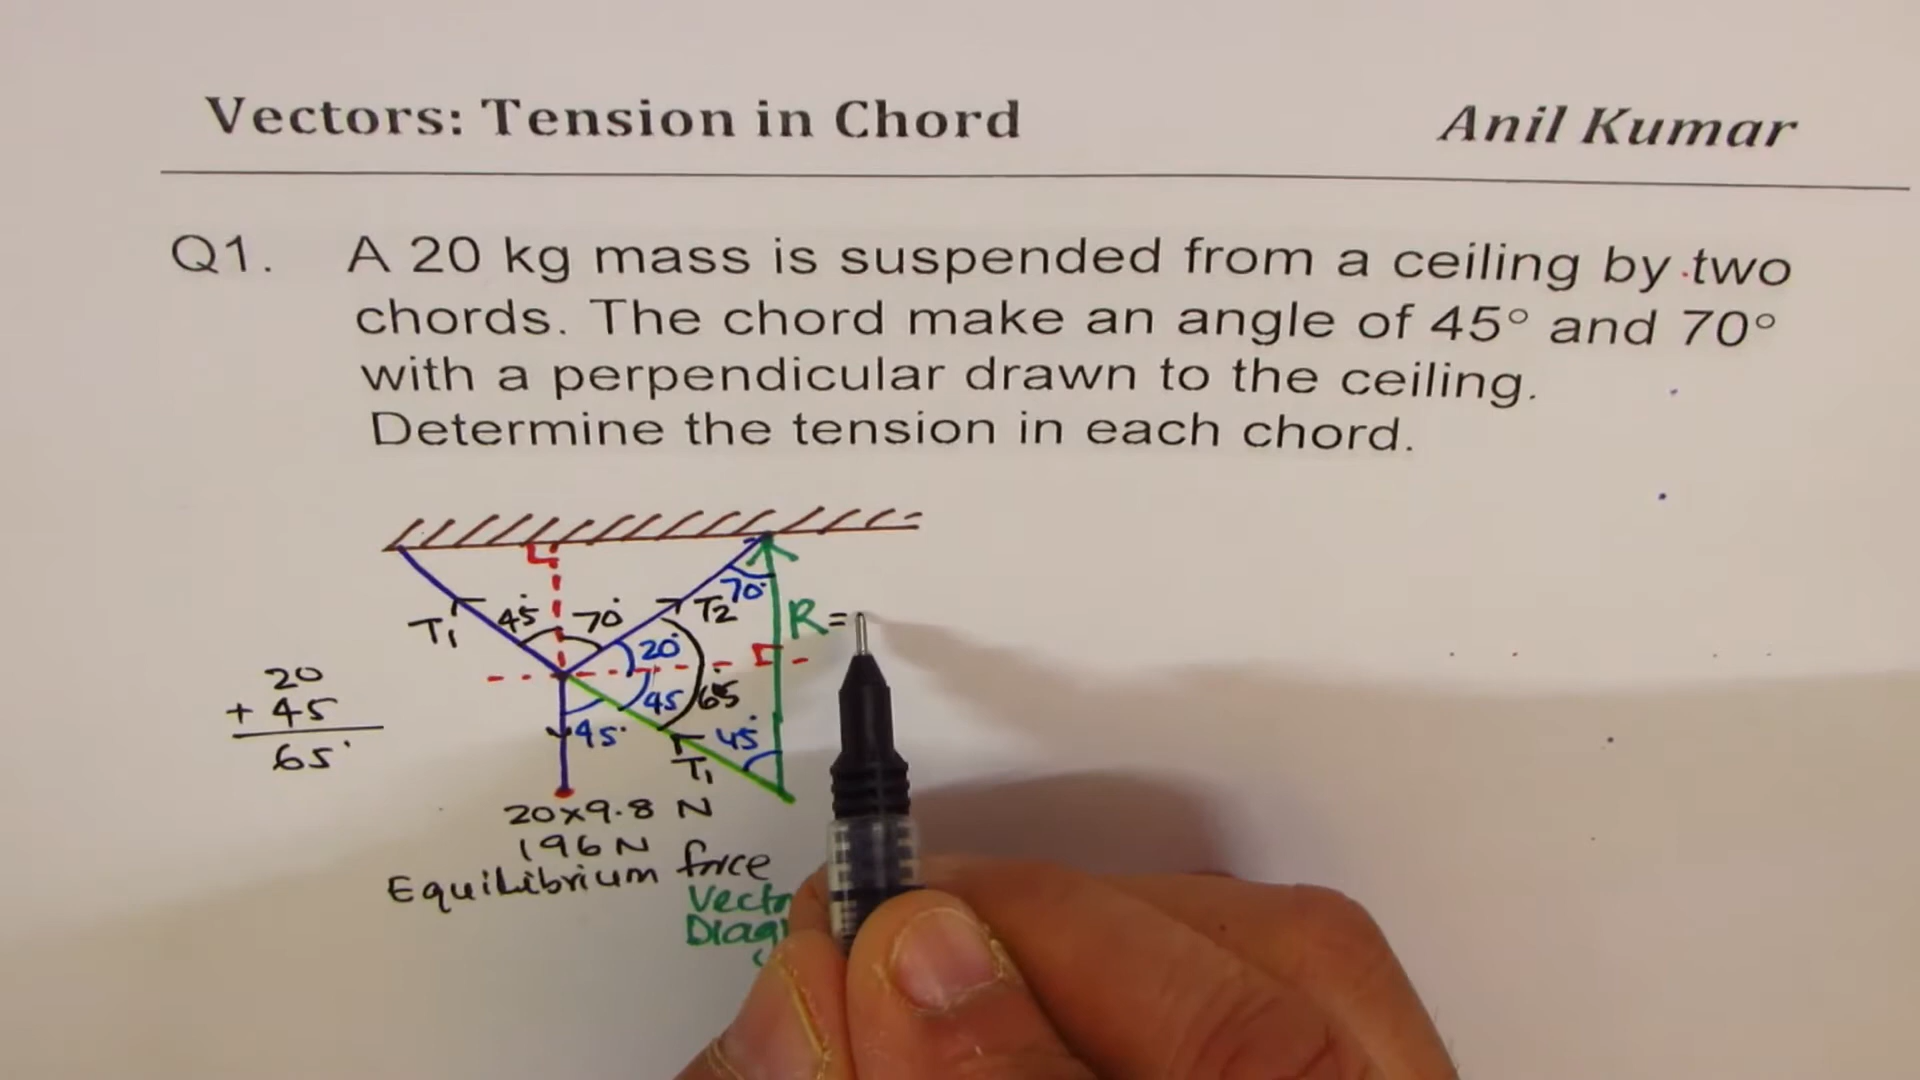 Vectors: Tension in Chord
Anil Kumar
Q1. A 20 kg mass is suspended from a ceiling by two
chords. The chord make an angle of 45° and 70°
with a perpendicular drawn to the ceiling.
Determine the tension in each chord.
T1 45° 70° T2 70° R =
20°
45 65°
45° 45°
T1
20
+ 45
65°
20x9.8 N
196N
Equilibrium force